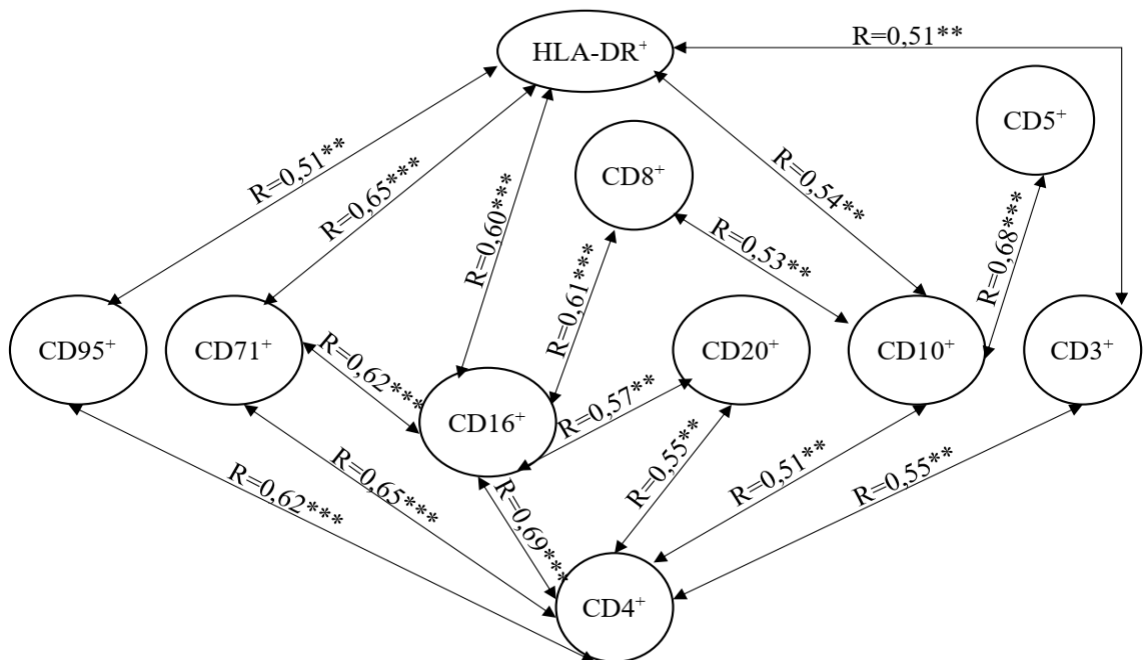 R=0,51**
HLA-DR⁺
CD5⁺
R=0,51**
R=0,65***
R=0,60***
CD8⁺
R=0,54**
R=0,53**
R=0,68***
R=0,61***
CD95⁺
CD71⁺
CD20⁺
CD10⁺
CD3⁺
R=0,62***
R=0,57**
CD16⁺
R=0,62***
R=0,65***
R=0,69***
R=0,55**
R=0,51**
R=0,55**
CD4⁺